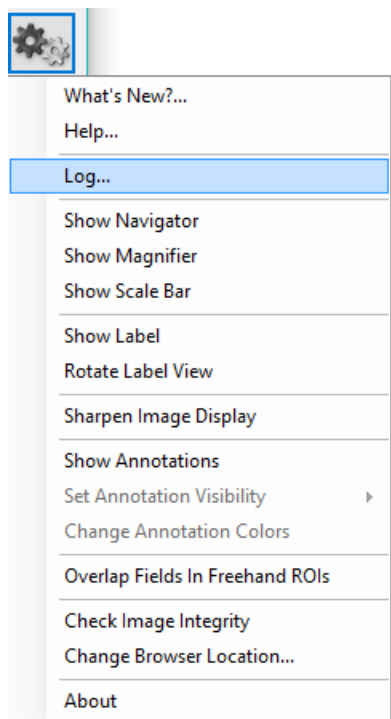 What's New?...
Help...
Log...
Show Navigator
Show Magnifier
Show Scale Bar
Show Label
Rotate Label View
Sharpen Image Display
Show Annotations
Set Annotation Visibility
Change Annotation Colors
Overlap Fields In Freehand ROIs
Check Image Integrity
Change Browser Location...
About